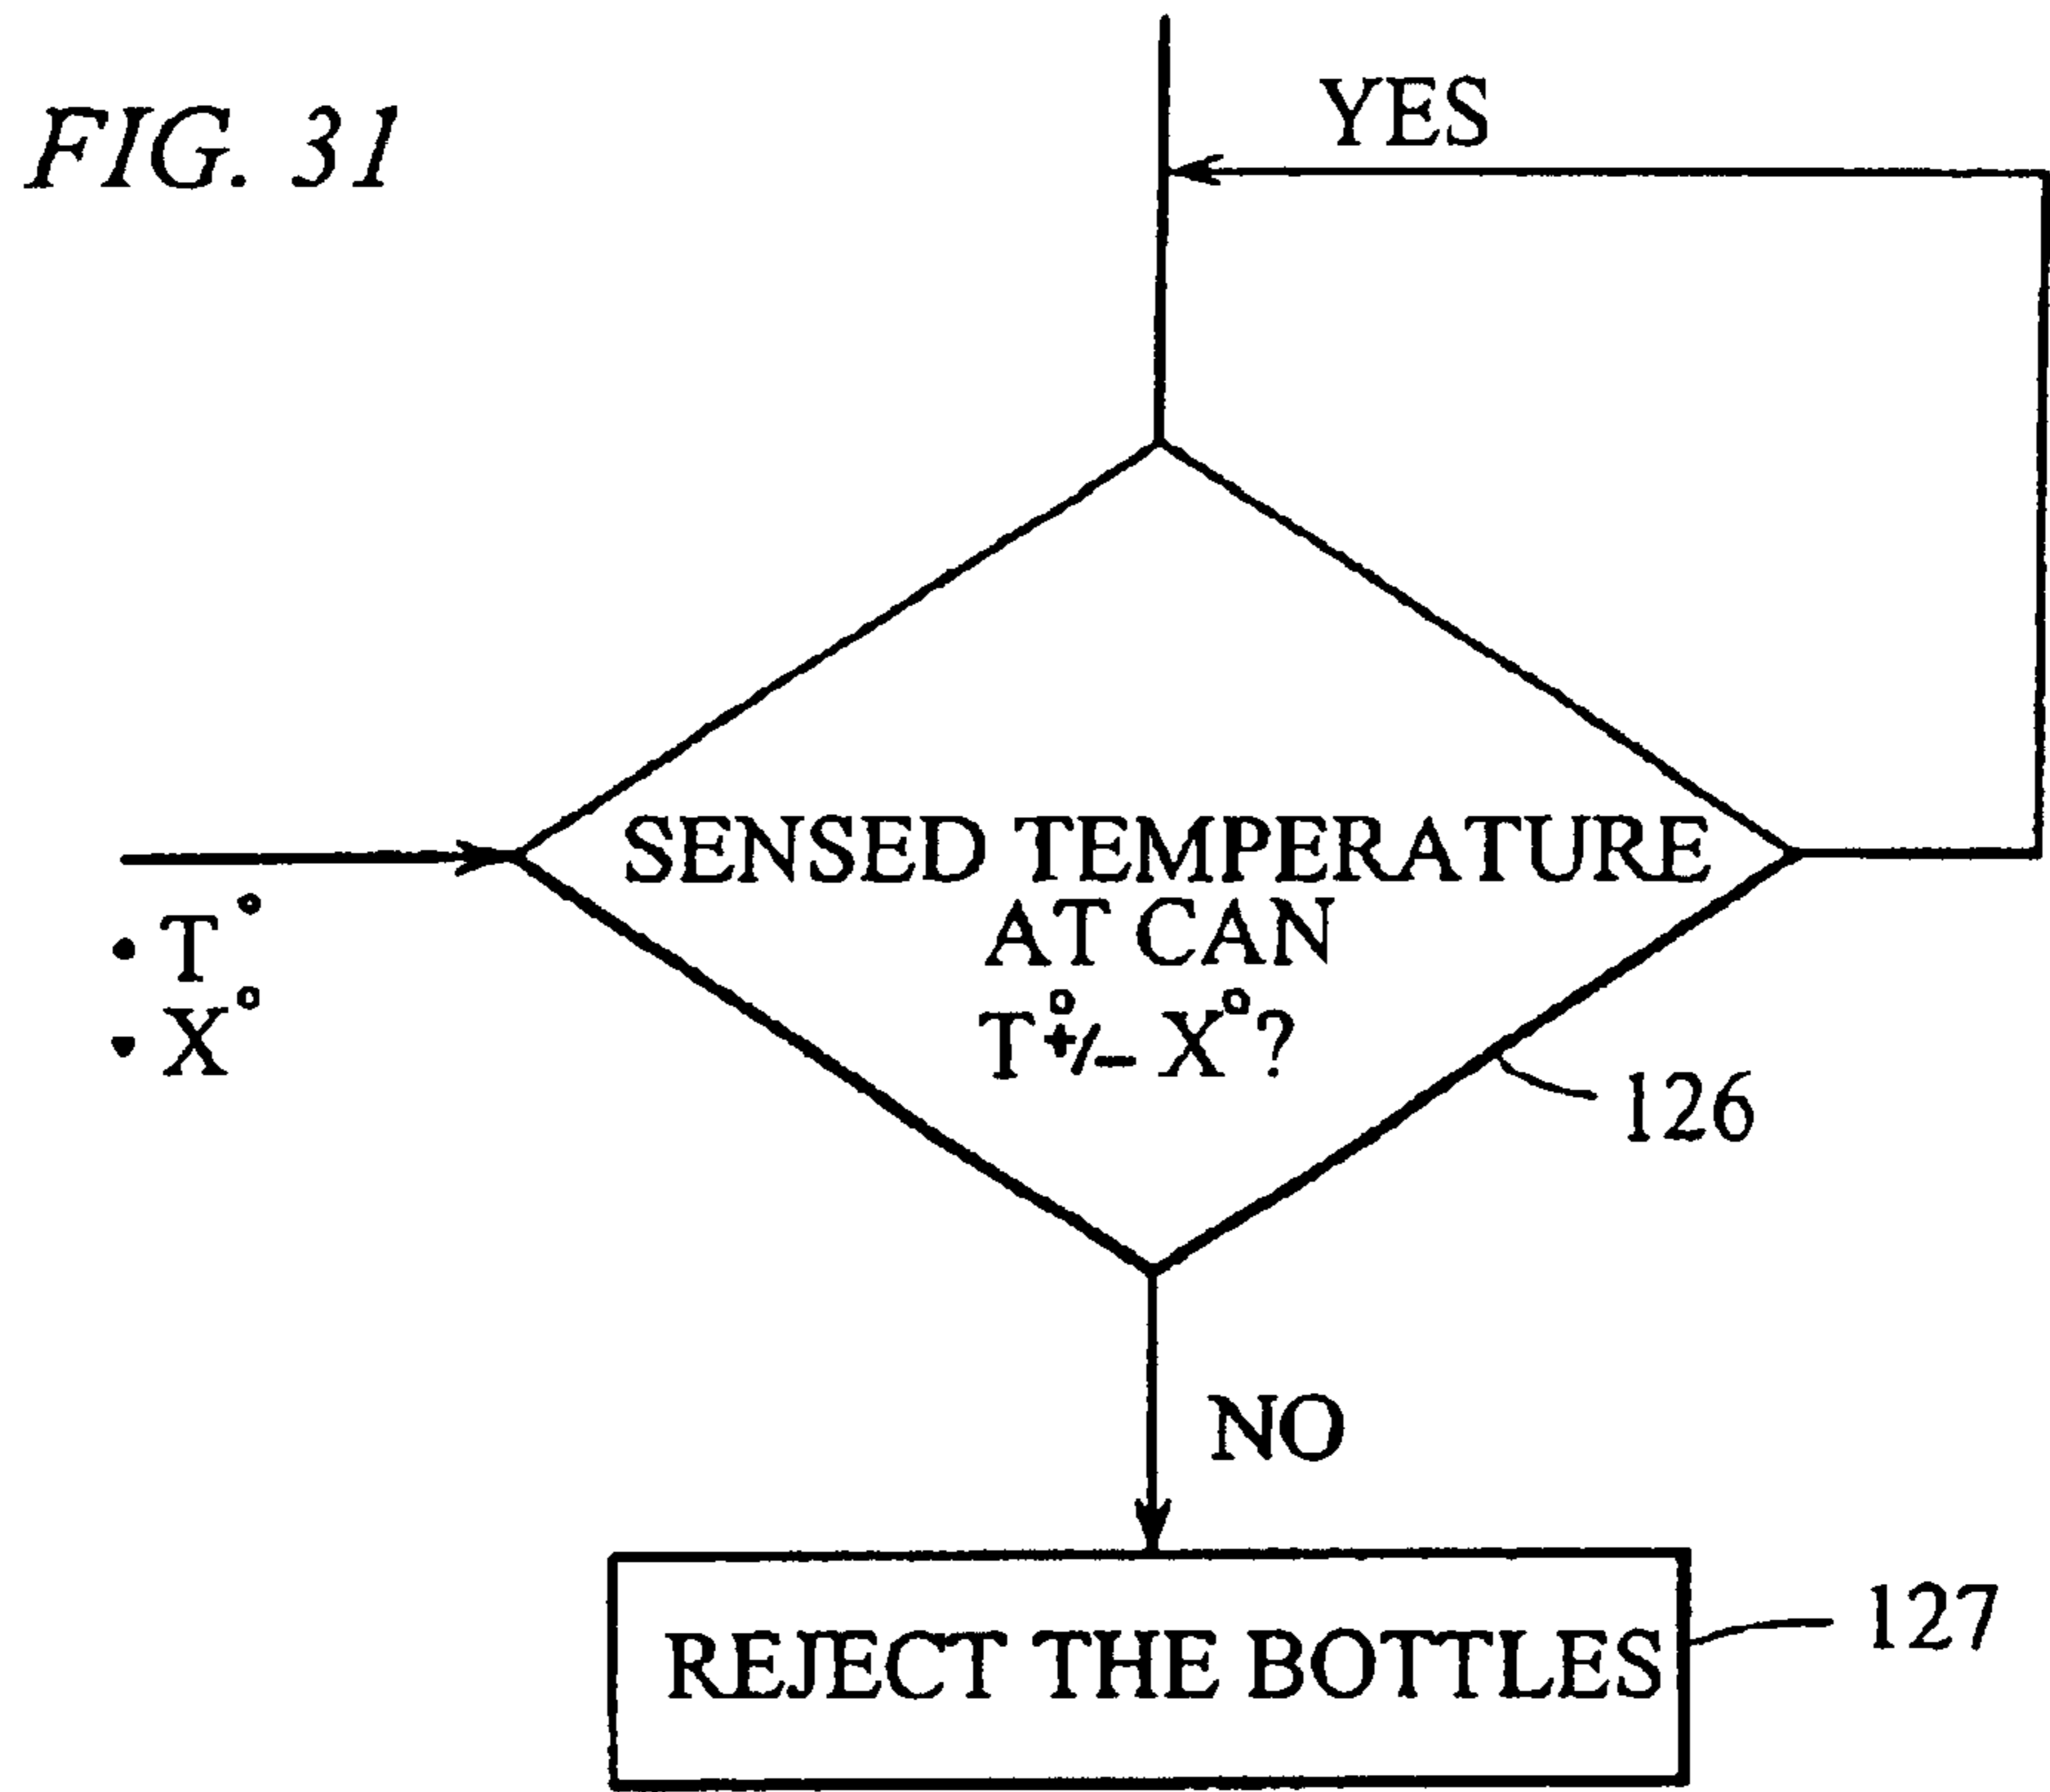 FIG. 31
YES
SENSED TEMPERATURE
AT CAN
T°+/- X°?
• T°
• X°
126
NO
REJECT THE BOTTLES
127